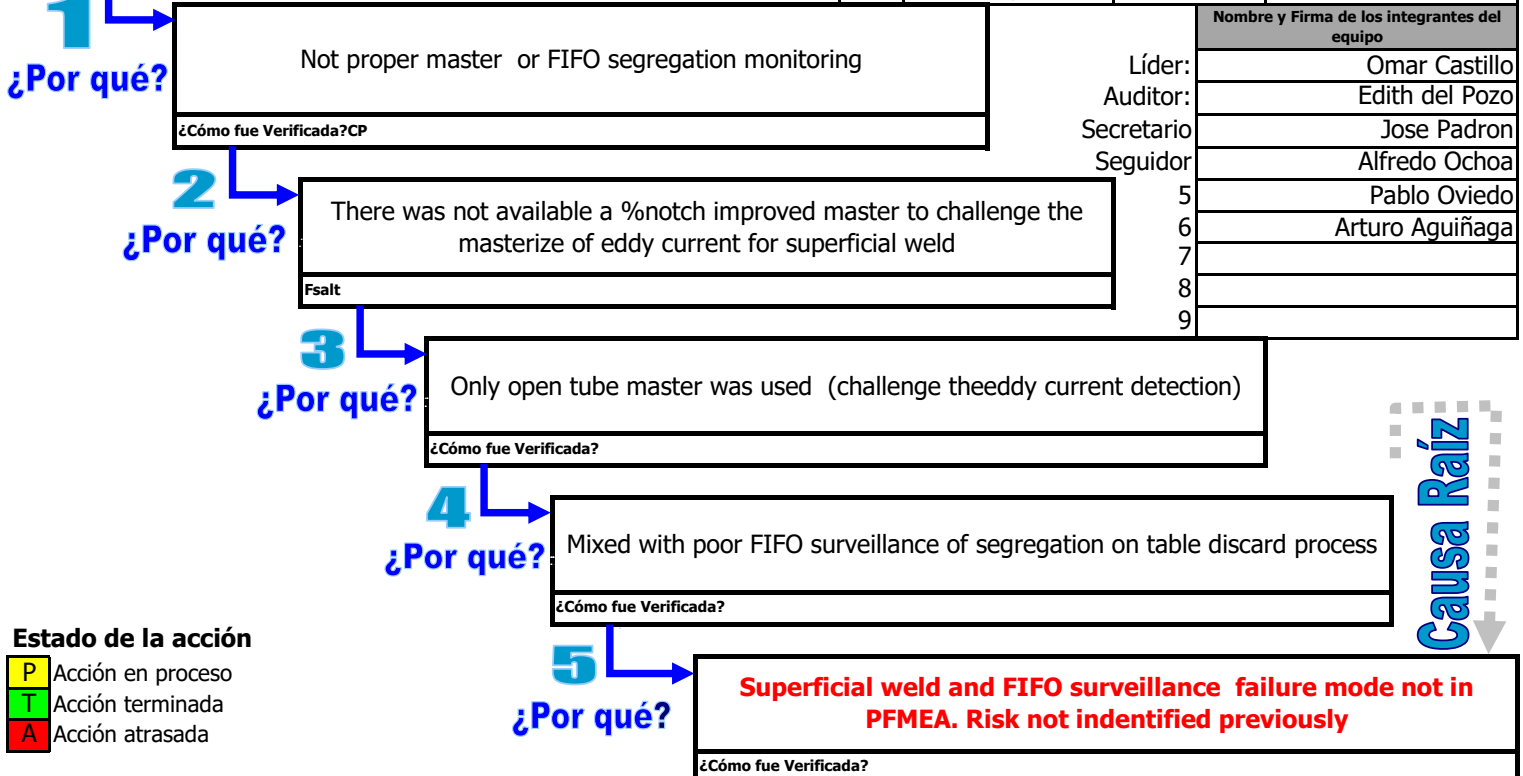 1
¿Por qué?
Not proper master or FIFO segregation monitoring
¿Cómo fue Verificada?CP
Nombre y Firma de los integrantes del
equipo
Líder: Omar Castillo
Auditor: Edith del Pozo
Secretario Jose Padron
Seguidor Alfredo Ochoa
5 Pablo Oviedo
6 Arturo Aguiñaga
7
8
9
2
¿Por qué?
There was not available a %notch improved master to challenge the
masterize of eddy current for superficial weld
Fsalt
3
¿Por qué?
Only open tube master was used (challenge theeddy current detection)
¿Cómo fue Verificada?
4
¿Por qué?
Mixed with poor FIFO surveillance of segregation on table discard process
¿Cómo fue Verificada?
Causa Raíz
5
¿Por qué?
Superficial weld and FIFO surveillance failure mode not in
PFMEA. Risk not indentified previously
¿Cómo fue Verificada?
Estado de la acción
P Acción en proceso
T Acción terminada
A Acción atrasada